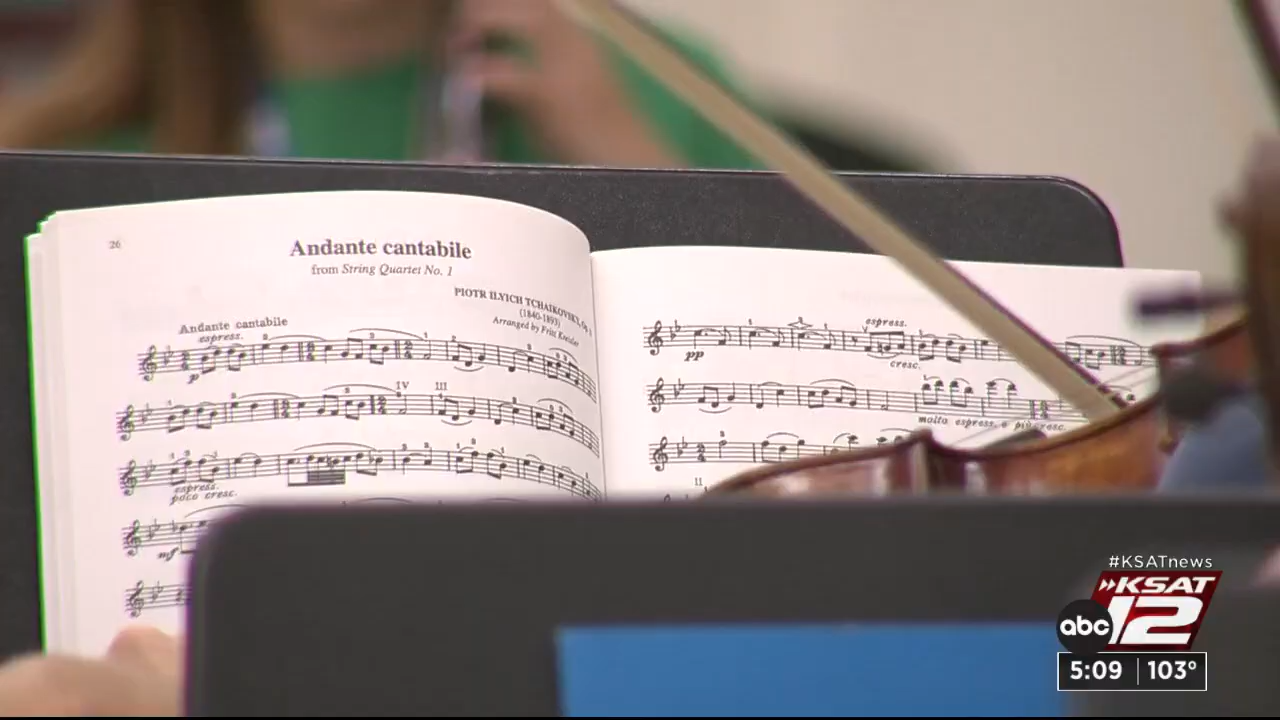 26
Andante cantabile
from String Quartet No. 1
PIOTR ILYICH TCHAIKOVSKY, Op.
(1840-1893)
Arranged by Fritz Kreisler
Andante cantabile
espress.
p
IV III
espress.
poco cresc.
mf
espress.
pp
cresc.
molto espress. e più cresc.
II
#KSATnews
KSAT
12
abc
5:09 103°